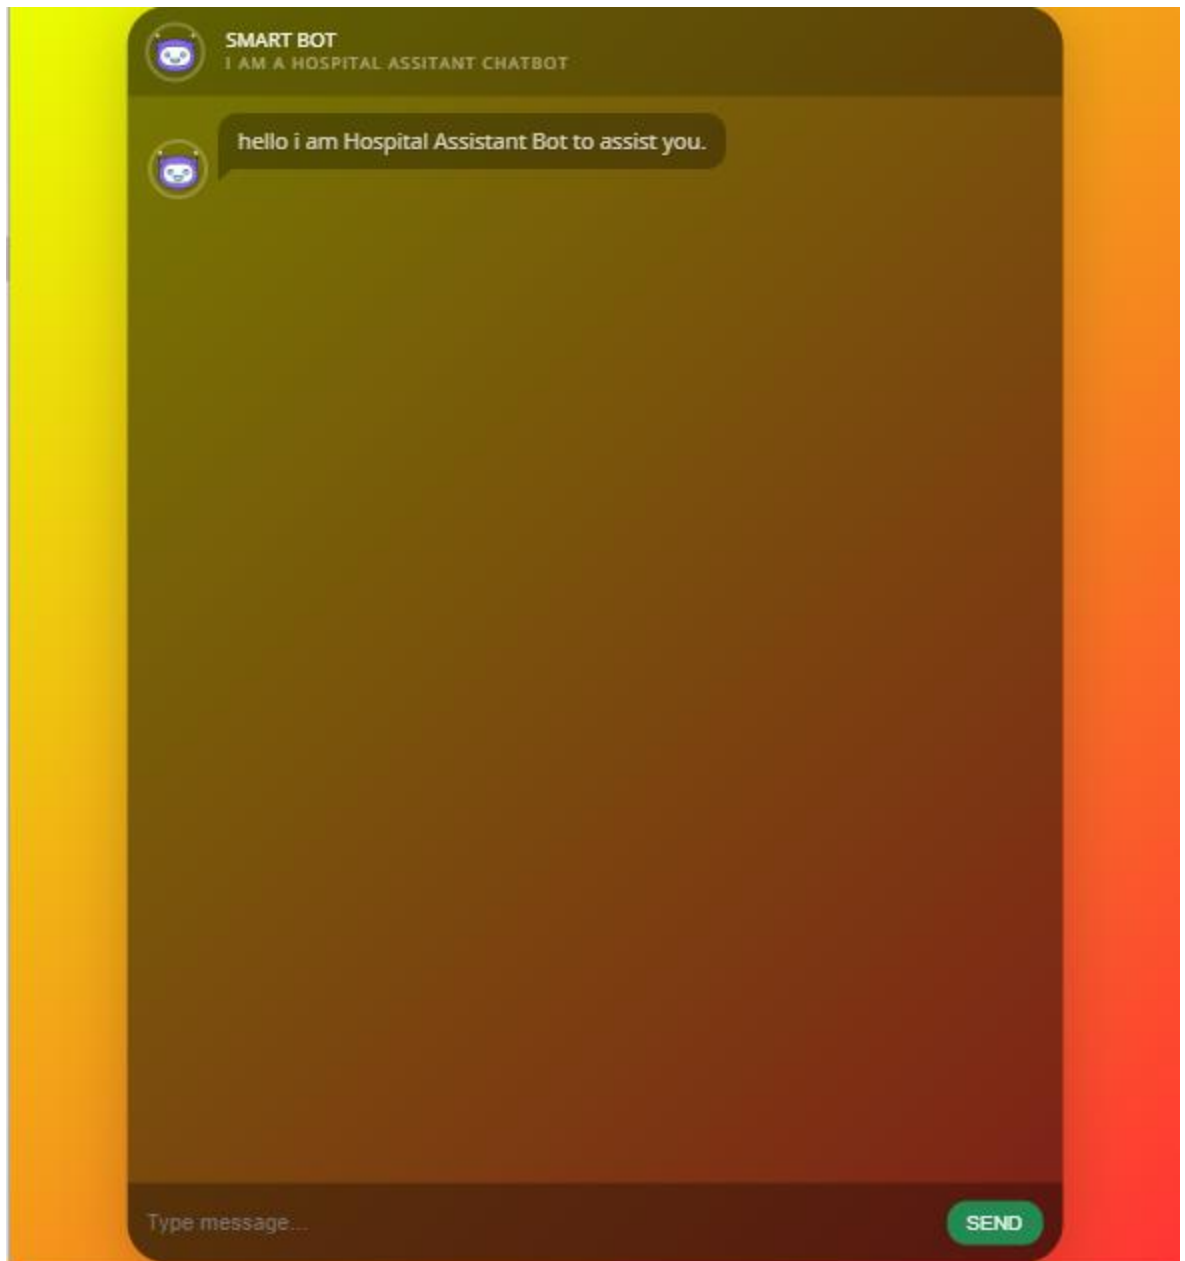 SMART BOT
I AM A HOSPITAL ASSITANT CHATBOT
hello i am Hospital Assistant Bot to assist you.
Type message...
SEND